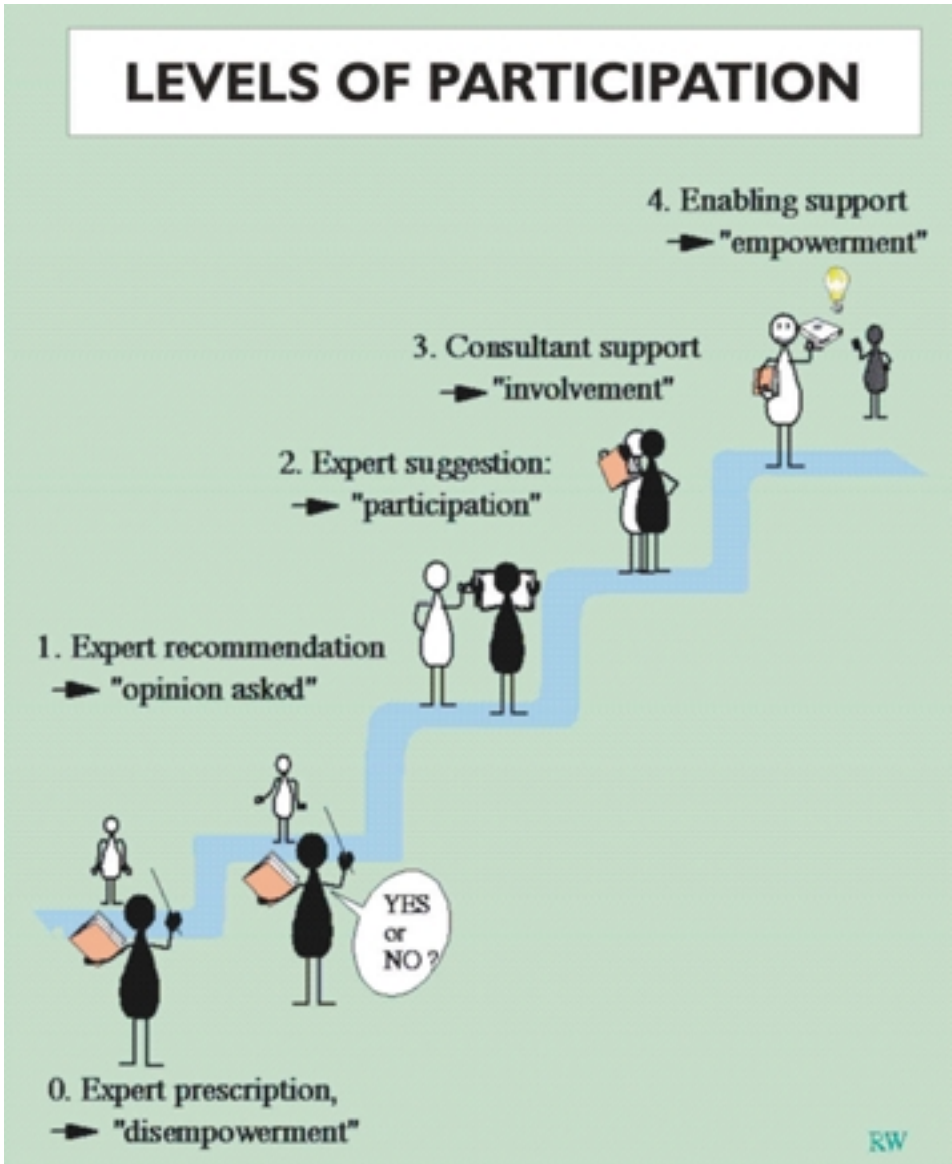 LEVELS OF PARTICIPATION
4. Enabling support
"empowerment"
3. Consultant support
"involvement"
2. Expert suggestion:
"participation"
1. Expert recommendation
"opinion asked"
YES
or
NO?
0. Expert prescription,
"disempowerment"
RW